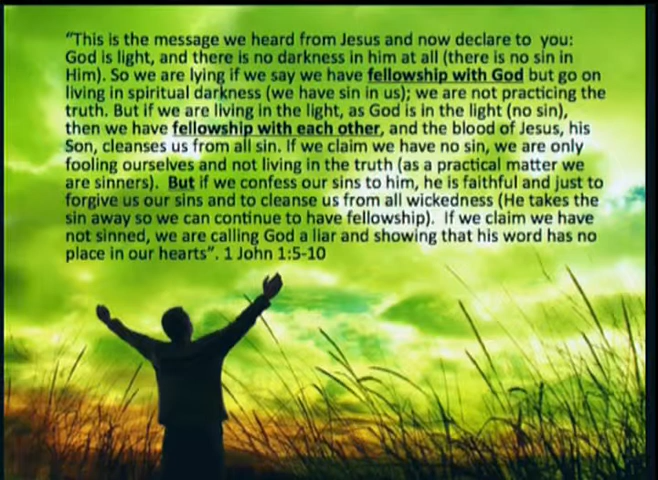 "This is the message we heard from Jesus and now declare to  you:
God is light, and there is no darkness in him at all (there is no sin in
Him). So we are lying if we say we have fellowship with God but go on
living in spiritual darkness (we have sin in us); we are not practicing the
truth. But if we are living in the light, as God is in the light (no sin),
then we have fellowship with each other, and the blood of Jesus, his
Son, cleanses us from all sin. If we claim we have no sin, we are only
fooling ourselves and not living in the truth (as a practical matter we
are sinners).  But if we confess our sins to him, he is faithful and just to
forgive us our sins and to cleanse us from all wickedness (He takes the
sin away so we can continue to have fellowship).  If we claim we have
not sinned, we are calling God a liar and showing that his word has no
place in our hearts". 1 John 1:5-10